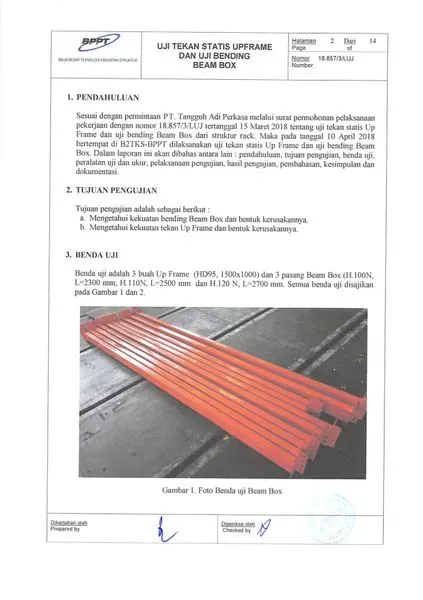 BPPT
BALAI BESAR TEKNOLOGI KEKUATAN STRUKTUR
UJI TEKAN STATIS UPFRAME
DAN UJI BENDING
BEAM BOX
Halaman 2 Dari 14
Page of
Nomor 18.857/3/LUJ
Number
1. PENDAHULUAN
Sesuai dengan permintaan PT. Tangguh Adi Perkasa melalui surat permohonan pelaksanaan
pekerjaan dengan nomor 18.857/3/LUJ tertanggal 15 Maret 2018 tentang uji tekan statis Up
Frame dan uji bending Beam Box dari struktur rack. Maka pada tanggal 10 April 2018
bertempat di B2TKS-BPPT dilaksanakan uji tekan statis Up Frame dan uji bending Beam
Box. Dalam laporan ini akan dibahas antara lain : pendahuluan, tujuan pengujian, benda uji,
peralatan uji dan ukur, pelaksanaan pengujian, hasil pengujian, pembahasan, kesimpulan dan
dokumentasi.
2. TUJUAN PENGUJIAN
Tujuan pengujian adalah sebagai berikut :
a. Mengetahui kekuatan bending Beam Box dan bentuk kerusakannya.
b. Mengetahui kekuatan tekan Up Frame dan bentuk kerusakannya.
3. BENDA UJI
Benda uji adalah 3 buah Up Frame (HD95, 1500x1000) dan 3 pasang Beam Box (H.100N,
L=2300 mm; H.110N, L=2500 mm dan H.120 N, L=2700 mm. Semua benda uji disajikan
pada Gambar 1 dan 2.
Gambar 1. Foto Benda uji Beam Box
Dikerjakan oleh
Prepared by
Diperiksa oleh
Checked by